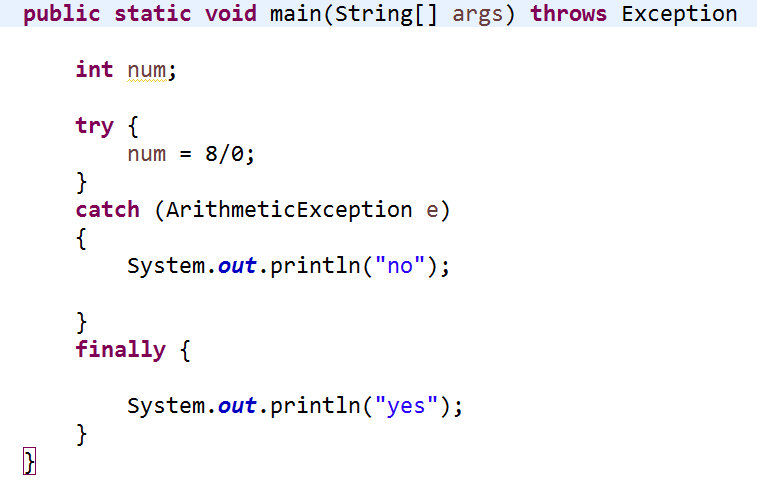 public static void main(String[] args) throws Exception
int num;
try {
num = 8/0;
}
catch (ArithmeticException e)
{
System.out.println("no");
}
finally {
System.out.println("yes");
}
}